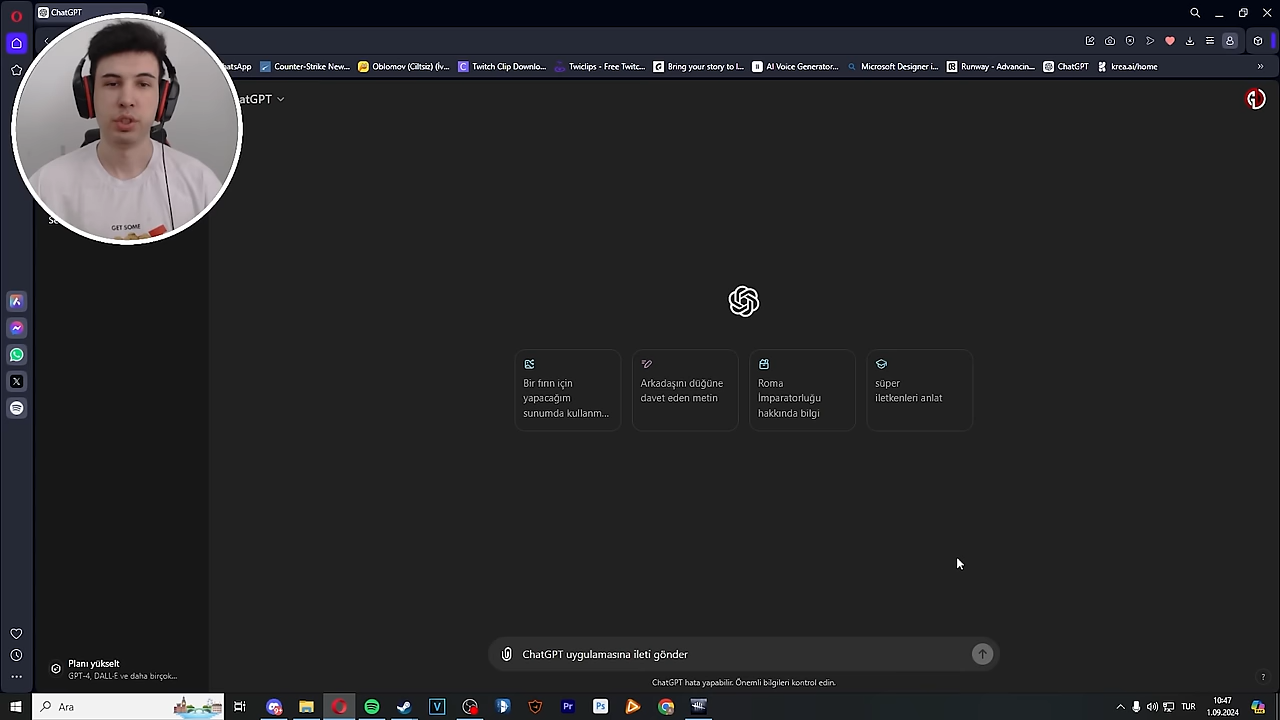 ChatGPT
atsApp
Counter-Strike New...
Oblomov (Ciltsiz) (İv...
Twitch Clip Downlo...
Twiclips - Free Twitc...
Bring your story to l...
AI Voice Generator...
Microsoft Designer i...
Runway - Advancin...
ChatGPT
krea.ai/home
atGPT
GET SOME
Bir fırın için
yapacağım
sunumda kullanm...
Arkadaşını düğüne
davet eden metin
Roma
İmparatorluğu
hakkında bilgi
süper
iletkenleri anlat
ChatGPT uygulamasına ileti gönder
ChatGPT hata yapabilir. Önemli bilgileri kontrol edin.
Planı yükselt
GPT-4, DALL-E ve daha birçok...
Ara
TUR
10:47
1.09.2024